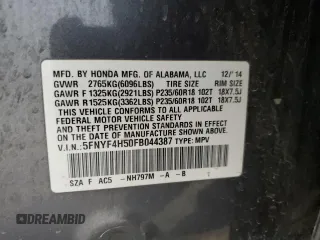 MFD. BY HONDA MFG. OF ALABAMA, LLC 12/'14
GVWR 2765KG(6096LBS) TIRE SIZE RIM SIZE
GAWR F 1325KG(2921LBS) P235/60R18 102T 18X7.5J
GAWR R 1525KG(3362LBS) P235/60R18 102T 18X7.5J
THIS VEHICLE CONFORMS TO ALL APPLICABLE
FEDERAL MOTOR VEHICLE SAFETY AND THEFT
PREVENTION STANDARDS IN EFFECT ON THE
DATE OF MANUFACTURE SHOWN ABOVE.
V.I.N.: 5FNYF4H50FB044387 TYPE: MPV
SZA F AC5 -NH797M -A -B
© DREAMBID
dreambid.com